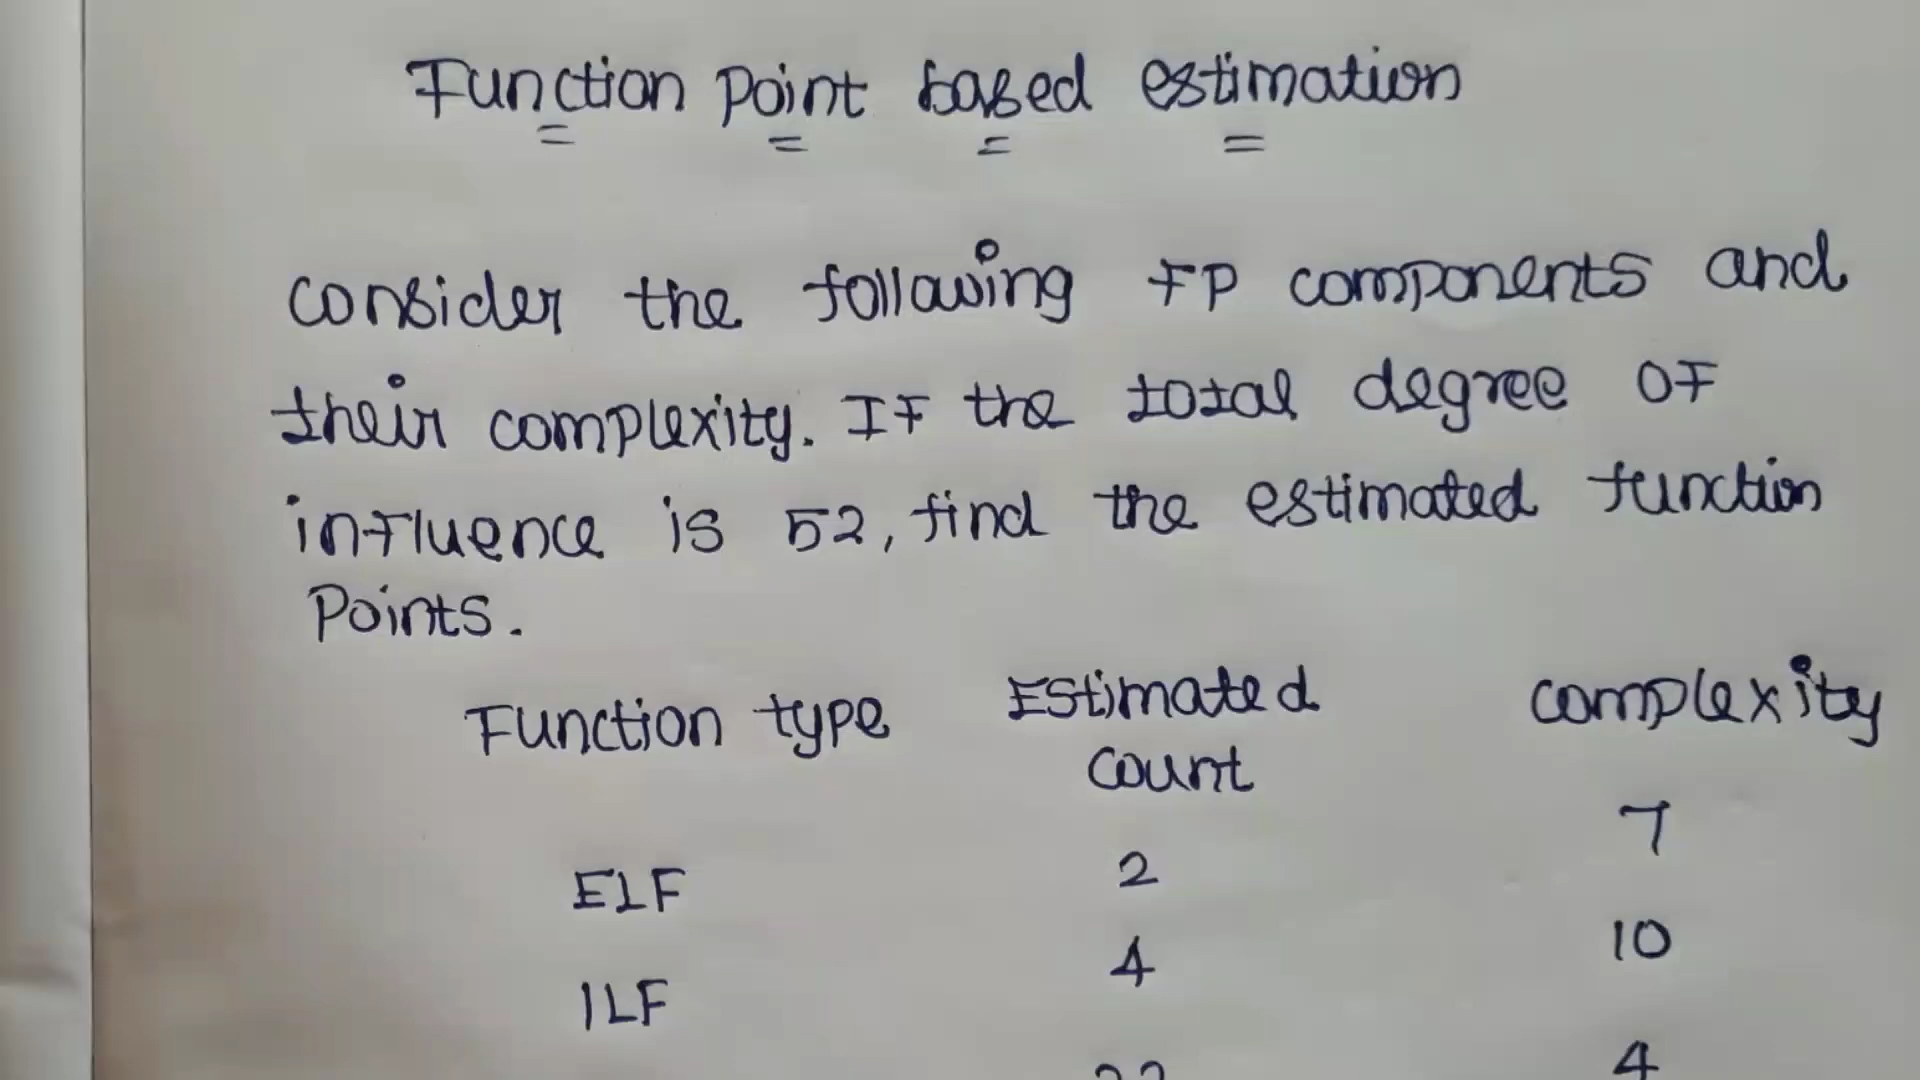 Function Point based estimation
consider the following FP components and
their complexity. IF the total degree OF
influence is 52, find the estimated function
Points.
Function type Estimated complexity
count
7
ELF 2
10
ILF 4
4